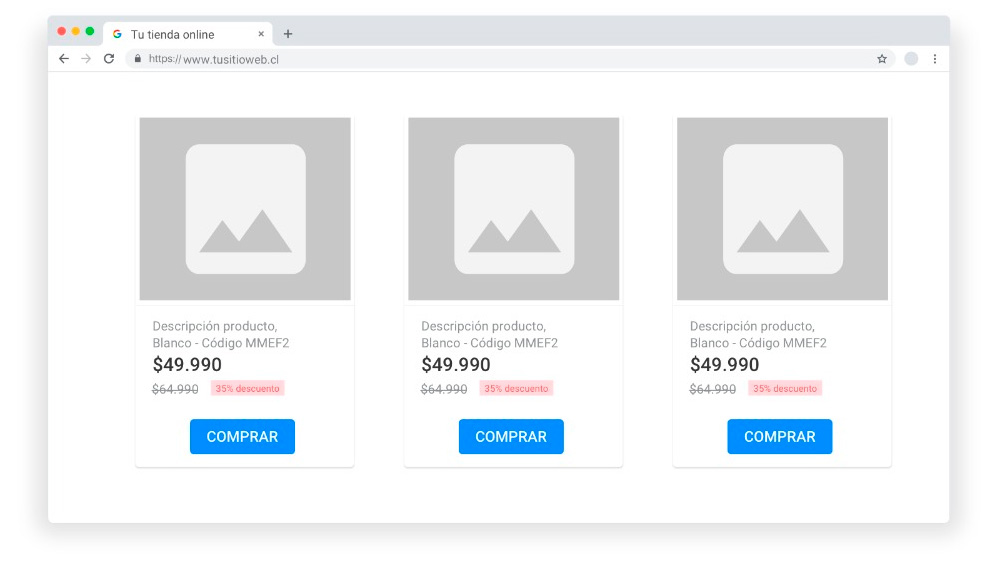 Tu tienda online
https://www.tusitioweb.cl
Descripción producto,
Blanco - Código MMEF2
$49.990
$64.990 35% descuento
COMPRAR
Descripción producto,
Blanco - Código MMEF2
$49.990
$64.990 35% descuento
COMPRAR
Descripción producto,
Blanco - Código MMEF2
$49.990
$64.990 35% descuento
COMPRAR